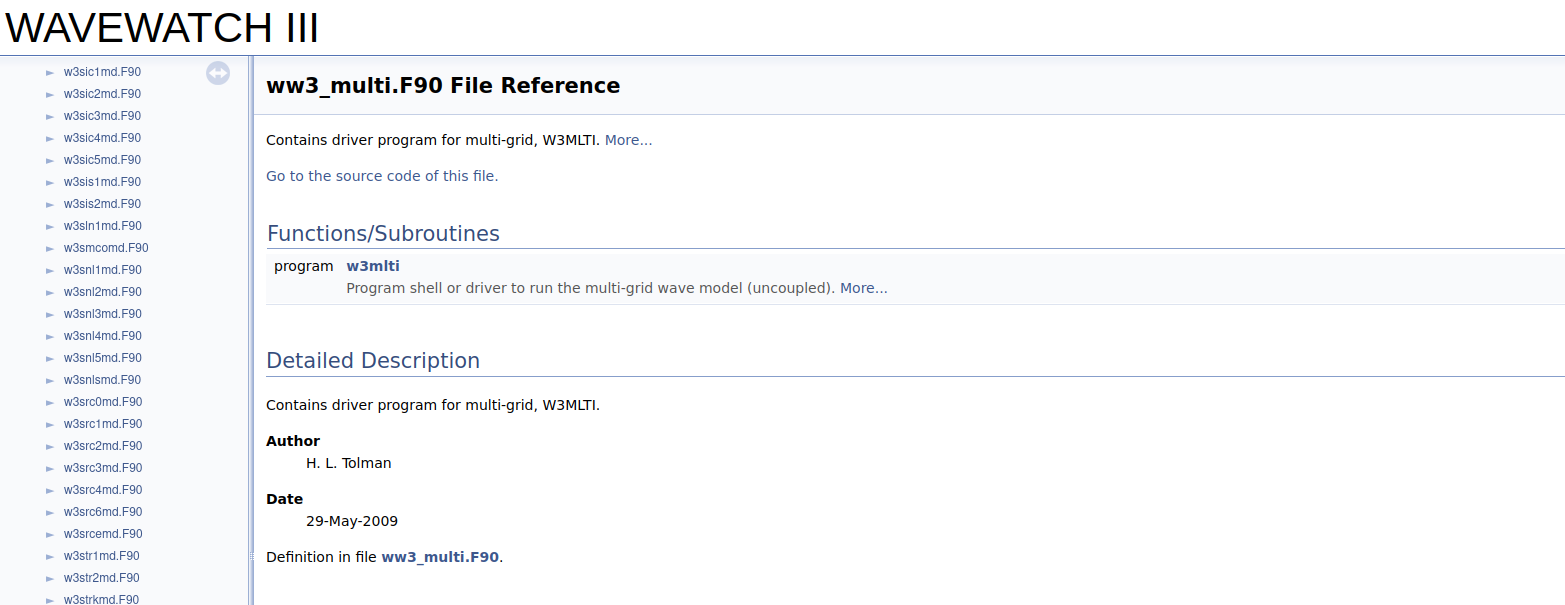 WAVEWATCH III
w3sic1md.F90
w3sic2md.F90
w3sic3md.F90
w3sic4md.F90
w3sic5md.F90
w3sis1md.F90
w3sis2md.F90
w3sln1md.F90
w3smcomd.F90
w3snl1md.F90
w3snl2md.F90
w3snl3md.F90
w3snl4md.F90
w3snl5md.F90
w3snlsmd.F90
w3src0md.F90
w3src1md.F90
w3src2md.F90
w3src3md.F90
w3src4md.F90
w3src6md.F90
w3srcemd.F90
w3str1md.F90
w3str2md.F90
w3strkmd.F90
ww3_multi.F90 File Reference
Contains driver program for multi-grid, W3MLTI. More...
Go to the source code of this file.
Functions/Subroutines
program w3mlti
Program shell or driver to run the multi-grid wave model (uncoupled). More...
Detailed Description
Contains driver program for multi-grid, W3MLTI.
Author
H. L. Tolman
Date
29-May-2009
Definition in file ww3_multi.F90.